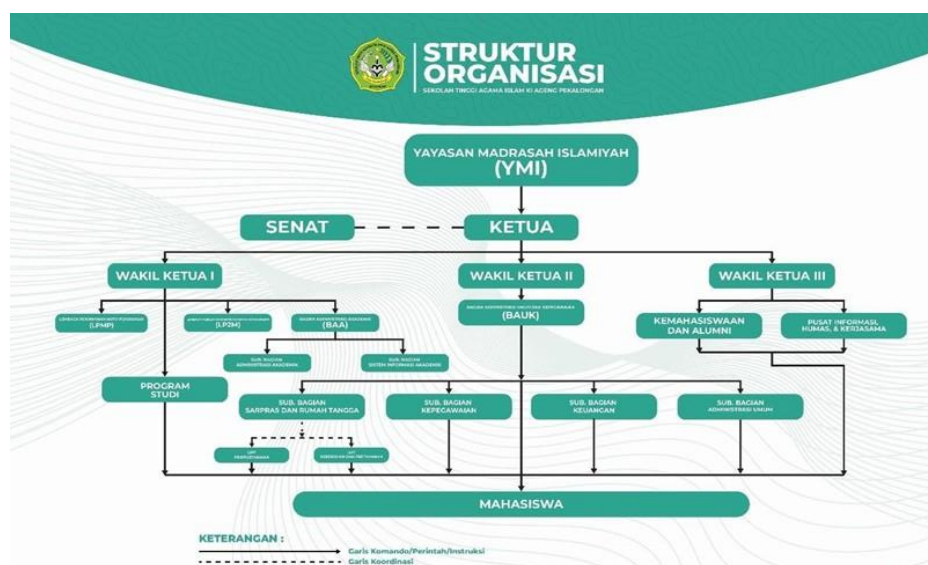 STRUKTUR
ORGANISASI
SEKOLAH TINGGI AGAMA ISLAM KI AGENG PEKALONGAN
YAYASAN MADRASAH ISLAMIYAH
(YMI)
SENAT
KETUA
WAKIL KETUA I
WAKIL KETUA II
WAKIL KETUA III
(LPMP)
(LP2M)
(BAA)
(BAUK)
KEMAHASISWAAN
DAN ALUMNI
PUSAT INFORMASI,
HUMAS, & KERJASAMA
SUB. BAGIAN
ADMINISTRASI AKADEMIK
SUB. BAGIAN
SISTEM INFORMASI AKADEMIK
PROGRAM
STUDI
SUB. BAGIAN
SARPRAS DAN RUMAH TANGGA
SUB. BAGIAN
KEPEGAWAIAN
SUB. BAGIAN
KEUANGAN
SUB. BAGIAN
ADMINISTRASI UMUM
UPT
PERPUSTAKAAN
MAHASISWA
KETERANGAN :
Garis Komando/Perintah/Instruksi
Garis Koordinasi